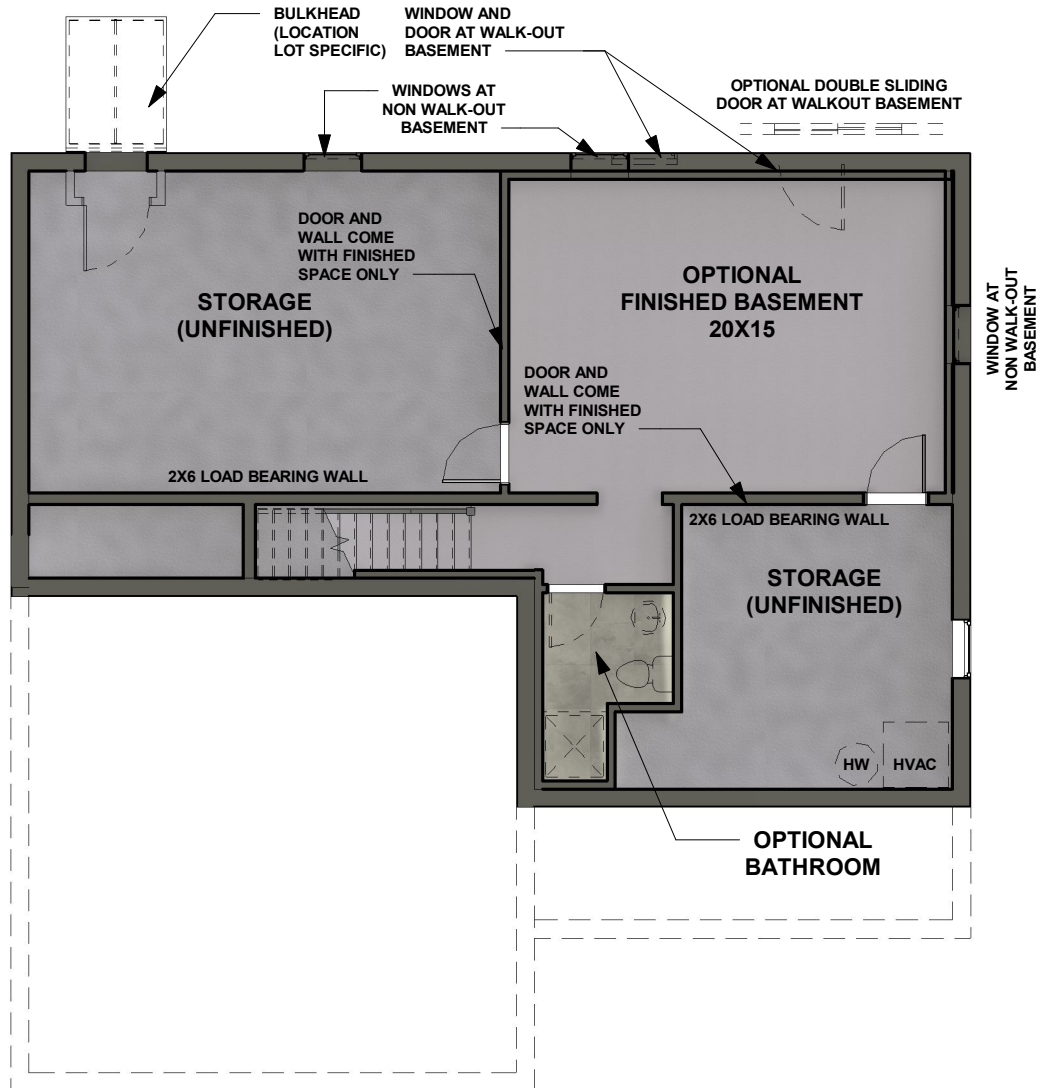 BULKHEAD
(LOCATION
LOT SPECIFIC)
WINDOW AND
DOOR AT WALK-OUT
BASEMENT
WINDOWS AT
NON WALK-OUT
BASEMENT
OPTIONAL DOUBLE SLIDING
DOOR AT WALKOUT BASEMENT
DOOR AND
WALL COME
WITH FINISHED
SPACE ONLY
STORAGE
(UNFINISHED)
OPTIONAL
FINISHED BASEMENT
20X15
WINDOW AT
NON WALK-OUT
BASEMENT
DOOR AND
WALL COME
WITH FINISHED
SPACE ONLY
2X6 LOAD BEARING WALL
2X6 LOAD BEARING WALL
STORAGE
(UNFINISHED)
HW
HVAC
OPTIONAL
BATHROOM